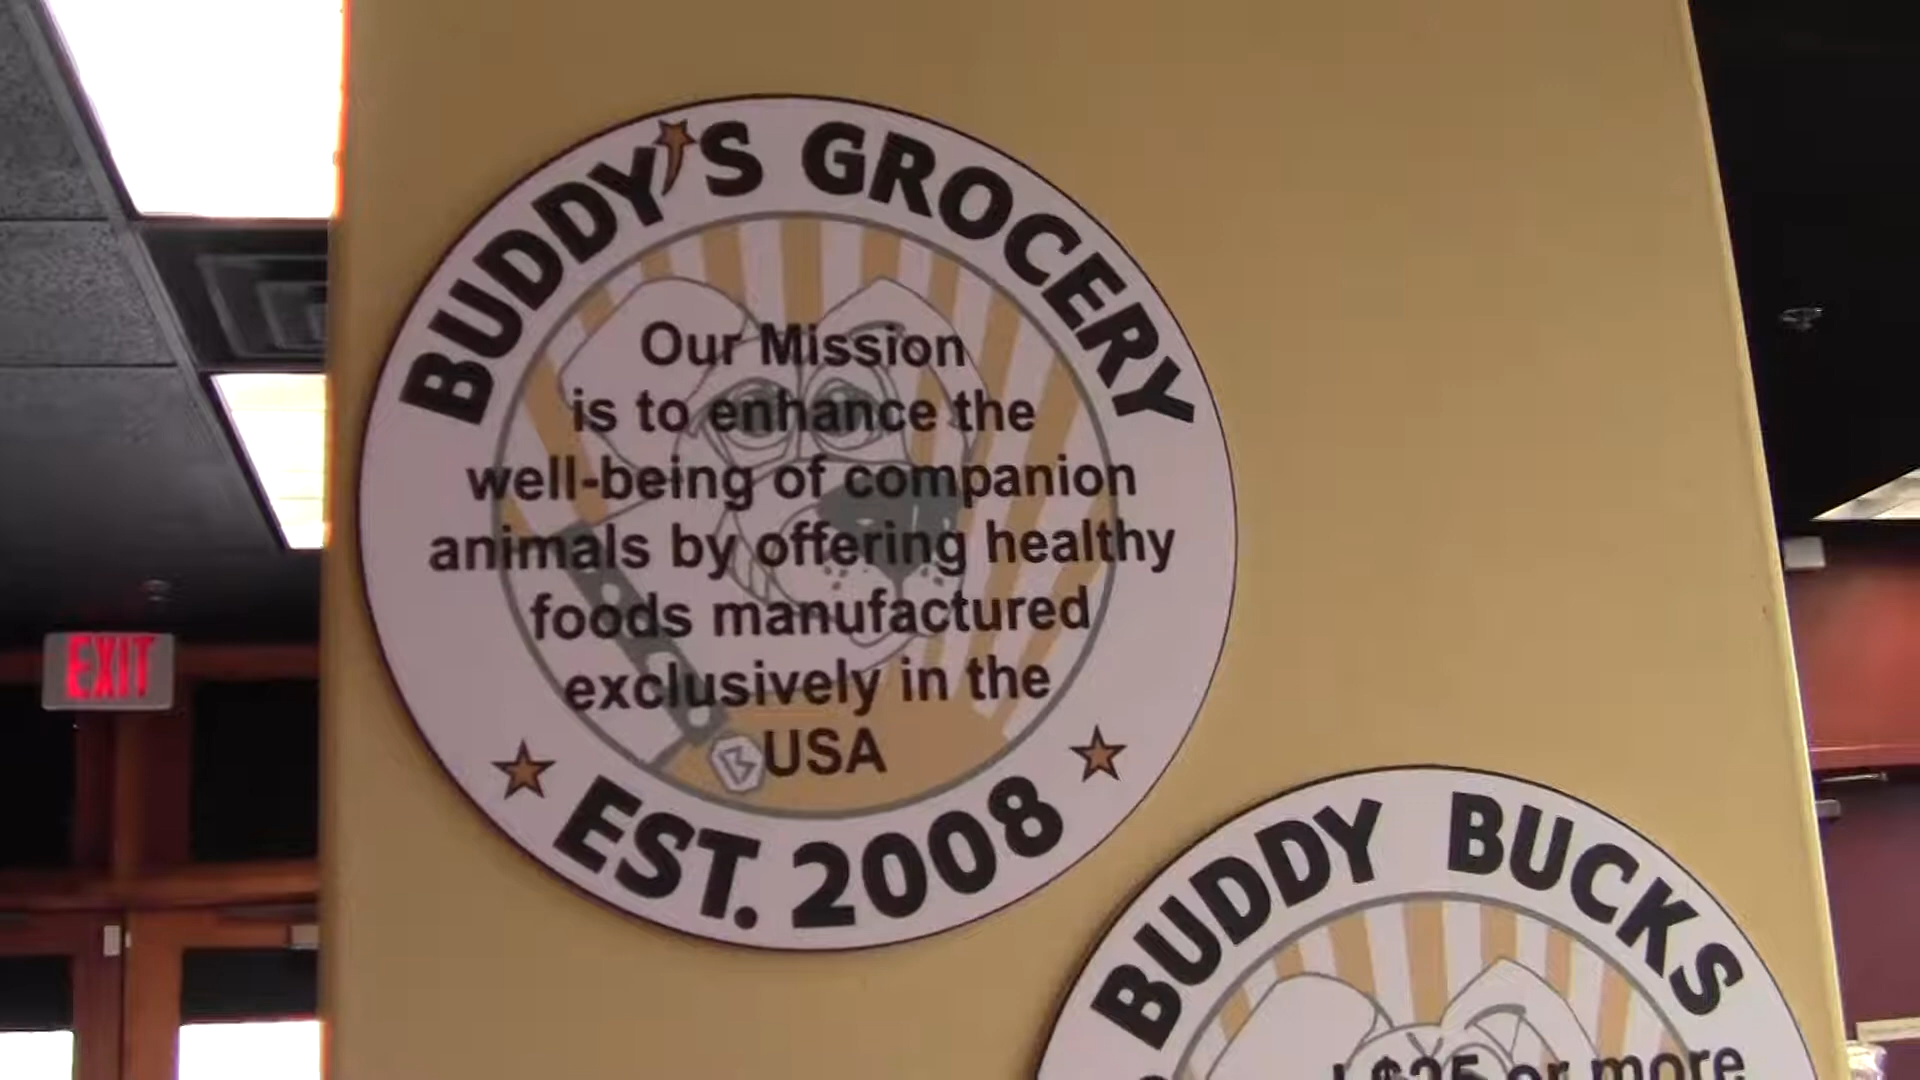 BUDDY'S GROCERY
Our Mission
is to enhance the
well-being of companion
animals by offering healthy
foods manufactured
exclusively in the
USA
EST. 2008
EXIT
BUDDY BUCKS
$25 or more